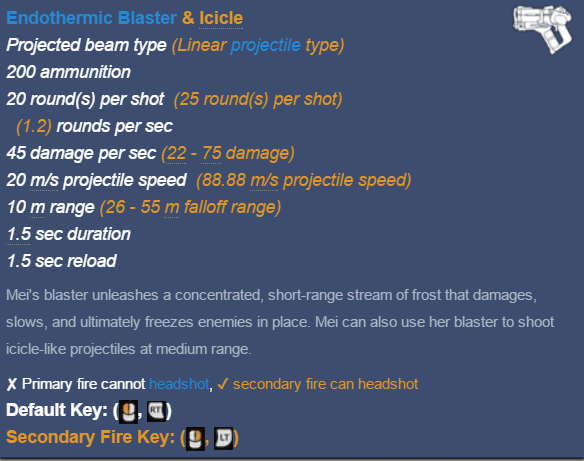 Endothermic Blaster & Icicle
Projected beam type (Linear projectile type)
200 ammunition
20 round(s) per shot (25 round(s) per shot)
(1.2) rounds per sec
45 damage per sec (22 - 75 damage)
20 m/s projectile speed (88.88 m/s projectile speed)
10 m range (26 - 55 m falloff range)
1.5 sec duration
1.5 sec reload
Mei's blaster unleashes a concentrated, short-range stream of frost that damages,
slows, and ultimately freezes enemies in place. Mei can also use her blaster to shoot
icicle-like projectiles at medium range.
✘ Primary fire cannot headshot, ✓ secondary fire can headshot
Default Key: (, RT)
Secondary Fire Key: (, LT)